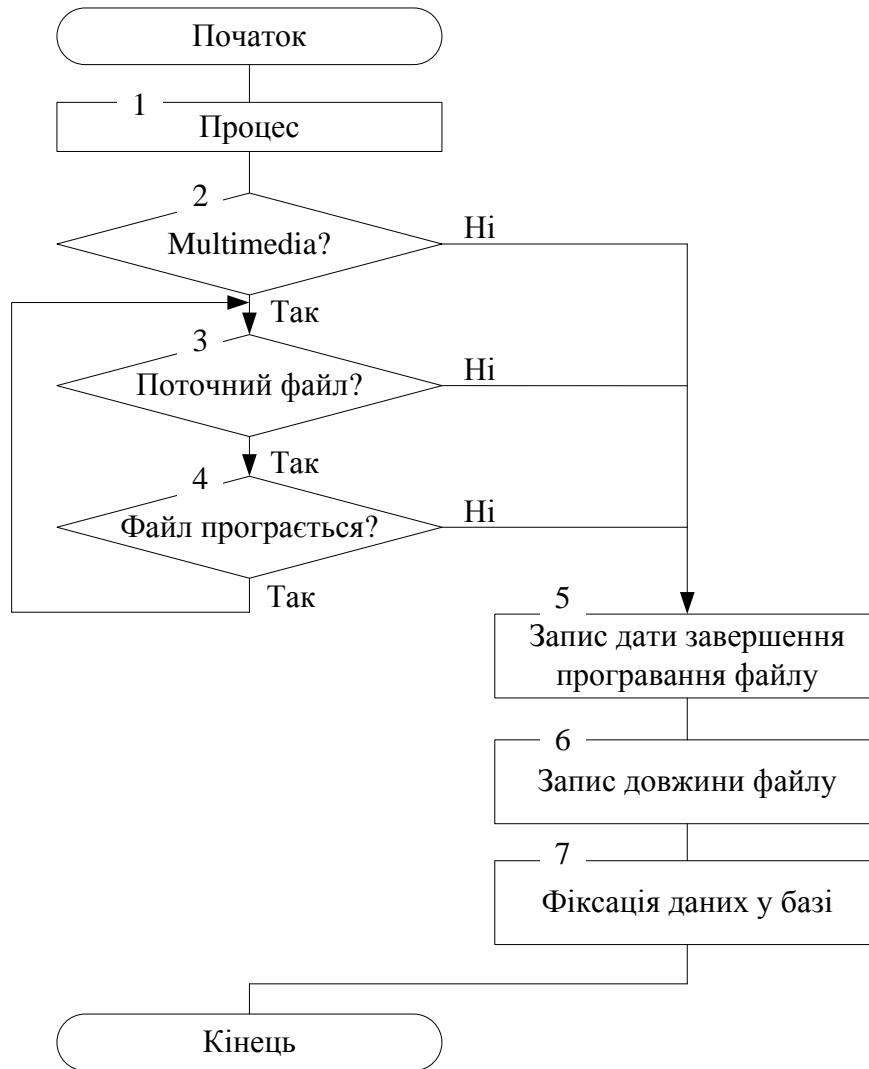 Початок
1
Процес
2
Multimedia?
Ні
Так
3
Поточний файл?
Ні
Так
4
Файл програється?
Ні
Так
5
Запис дати завершення
програвання файлу
6
Запис довжини файлу
7
Фіксація даних у базі
Кінець